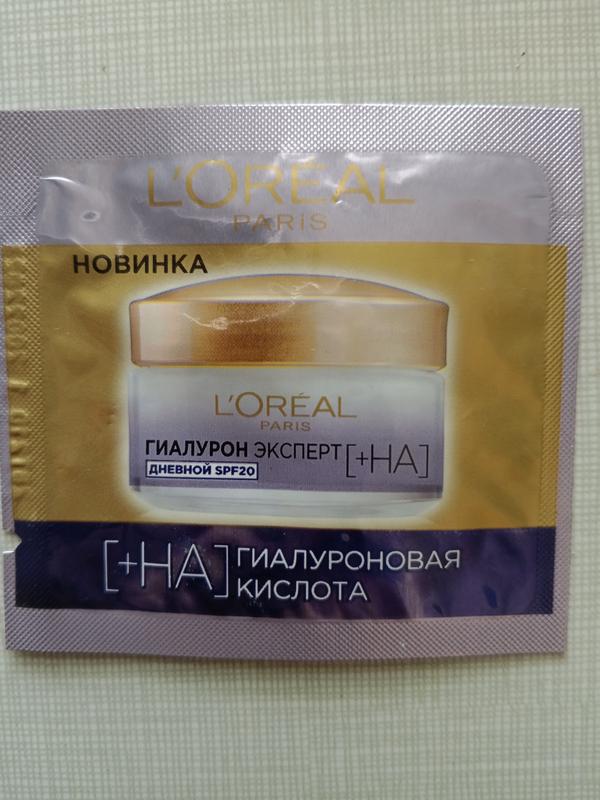 L'ORÉAL
PARIS
НОВИНКА
L'ORÉAL
PARIS
ГИАЛУРОН ЭКСПЕРТ [+HA]
ДНЕВНОЙ SPF20
[+HA] ГИАЛУРОНОВАЯ
КИСЛОТА